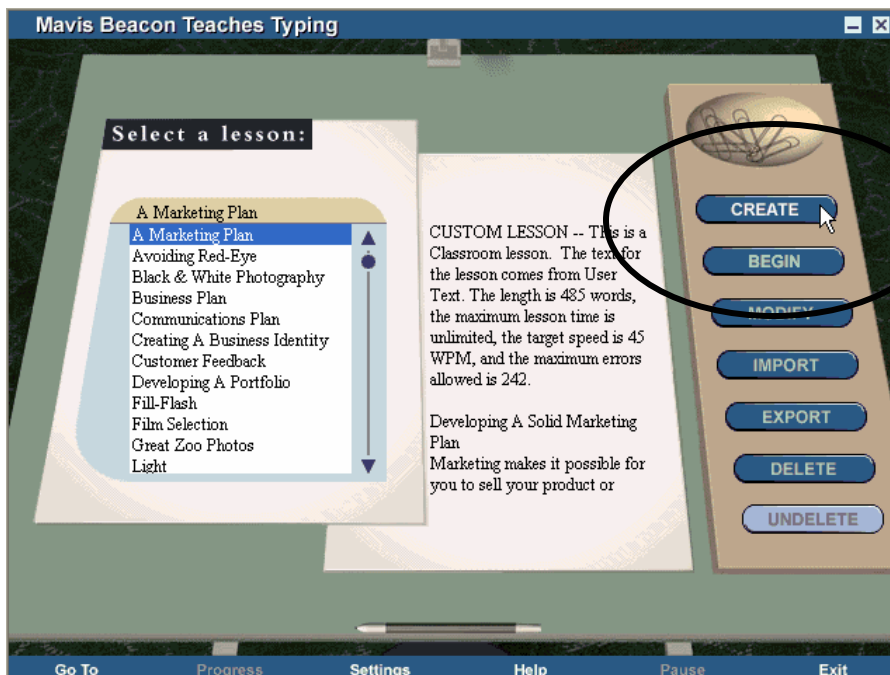 Mavis Beacon Teaches Typing
Select a lesson:
A Marketing Plan
A Marketing Plan
Avoiding Red-Eye
Black & White Photography
Business Plan
Communications Plan
Creating A Business Identity
Customer Feedback
Developing A Portfolio
Fill-Flash
Film Selection
Great Zoo Photos
Light
CUSTOM LESSON -- This is a
Classroom lesson. The text for
the lesson comes from User
Text. The length is 485 words,
the maximum lesson time is
unlimited, the target speed is 45
WPM, and the maximum errors
allowed is 242.
Developing A Solid Marketing
Plan
Marketing makes it possible for
you to sell your product or
CREATE
BEGIN
MODIFY
IMPORT
EXPORT
DELETE
UNDELETE
Go To Progress Settings Help Pause Exit